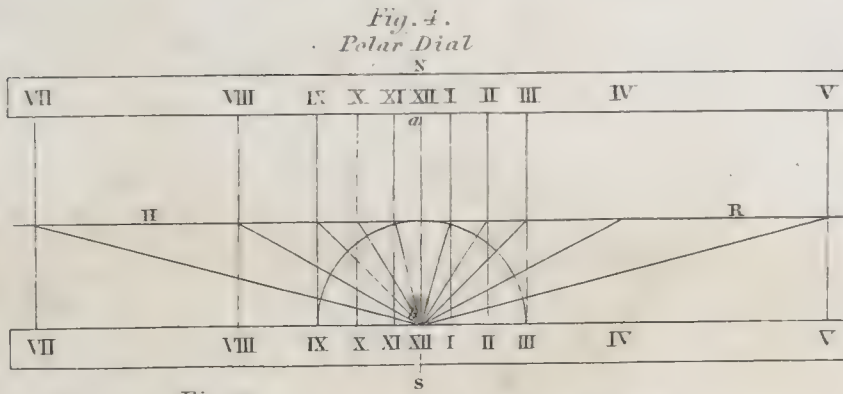 Fig. 4.
Polar Dial
N
VII VIII IX X XI XII I II III IV V
a
H R
VII VIII IX X XI XII I II III IV V
S